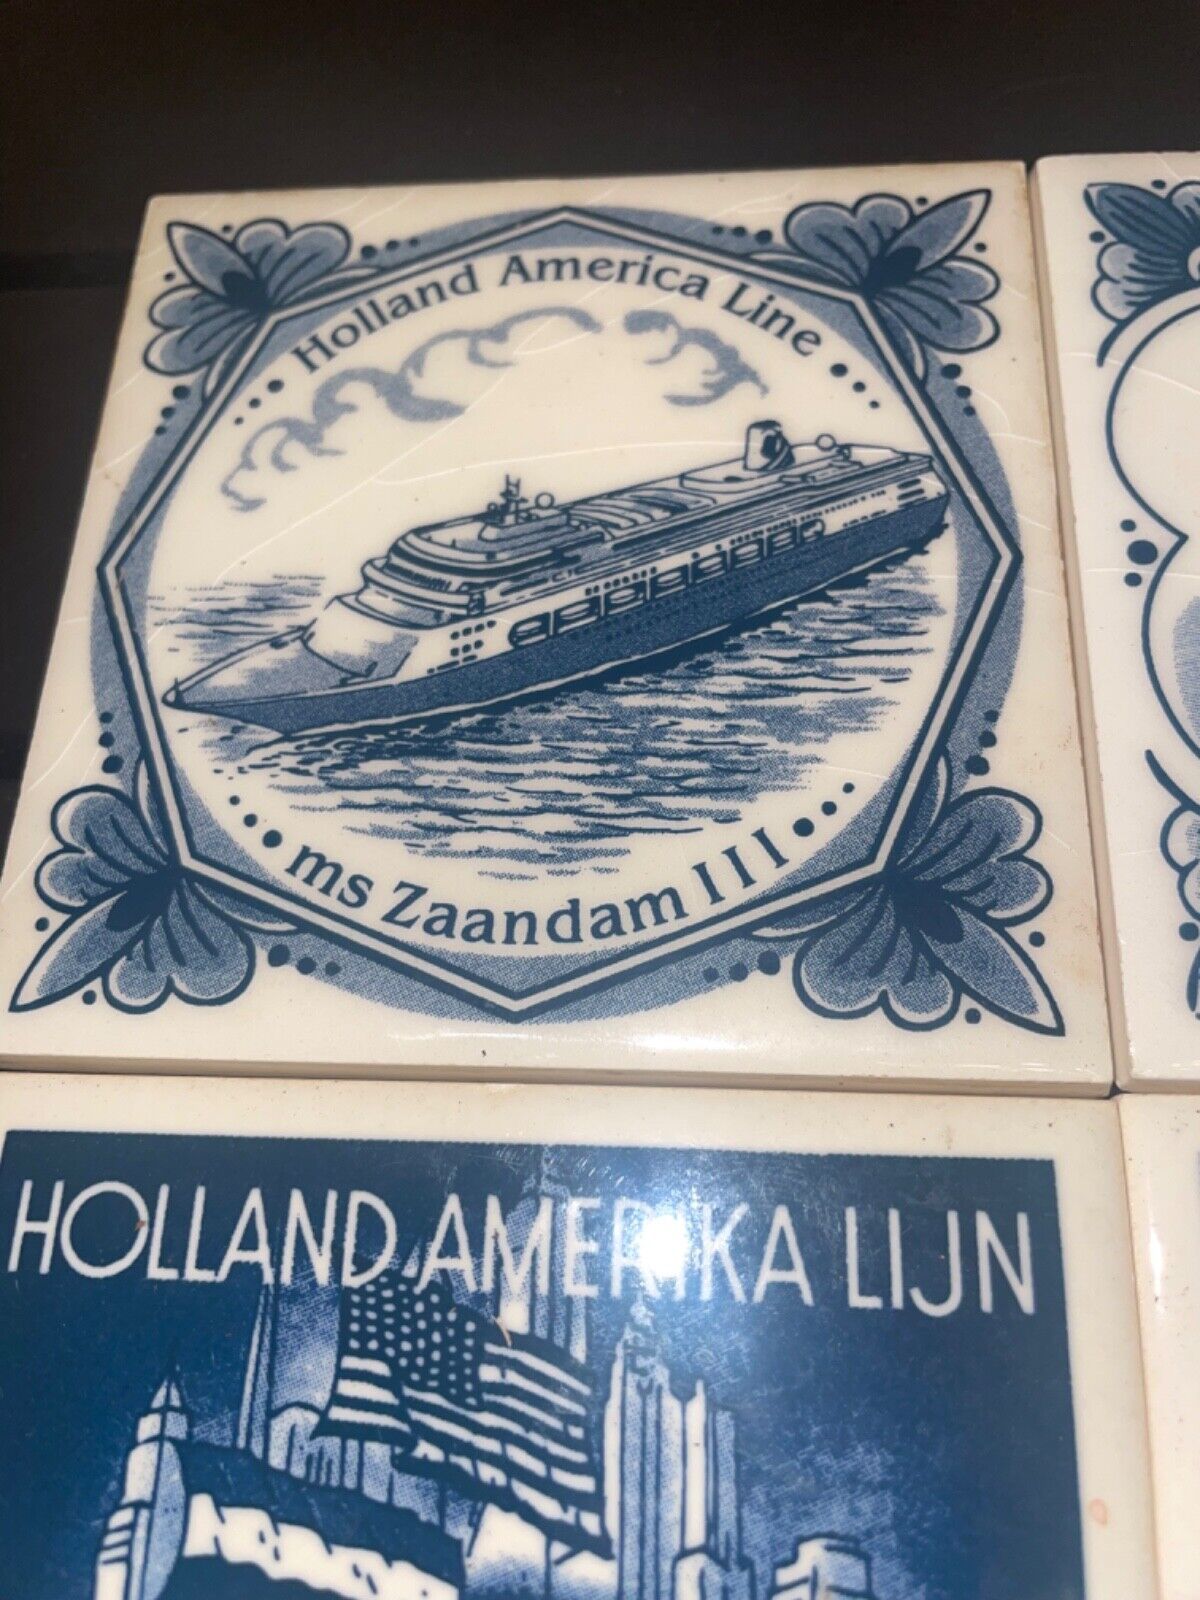 Holland America Line
ms Zaandam III
HOLLAND AMERIKA LIJN